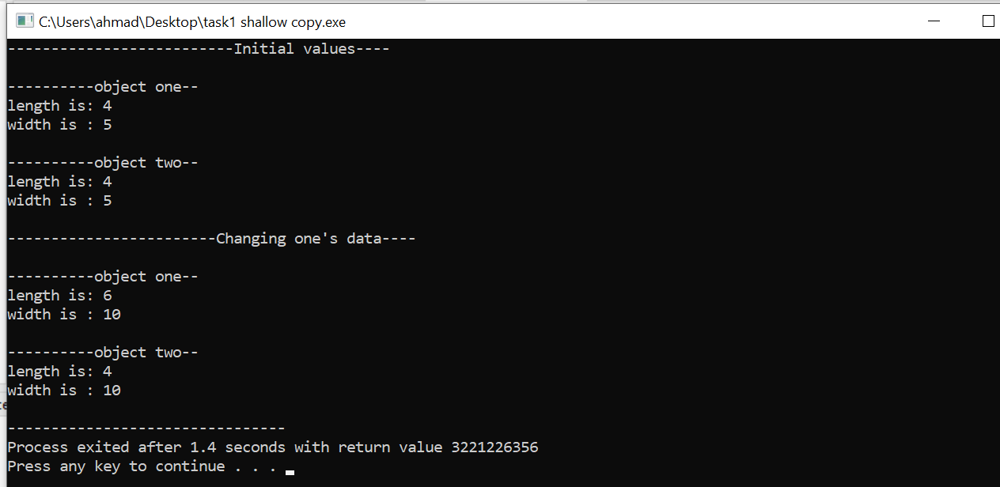 C:\Users\ahmad\Desktop\task1 shallow copy.exe
--------------------------Initial values----
----------object one--
length is: 4
width is : 5
----------object two--
length is: 4
width is : 5
------------------------Changing one's data----
----------object one--
length is: 6
width is : 10
----------object two--
length is: 4
width is : 10
--------------------------------
Process exited after 1.4 seconds with return value 3221226356
Press any key to continue . . .